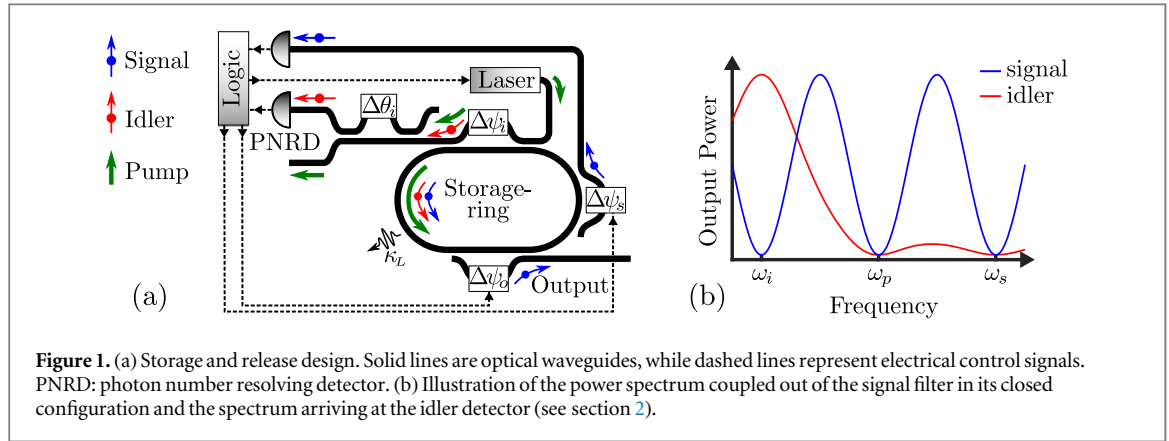 Signal
Idler
Pump
Logic
PNRD
Δθᵢ
Laser
Δψᵢ
Storage-
ring
Δψₛ
κ_L
Δψₒ
Output
(a)
signal
idler
Output Power
ωᵢ
ωₚ
ωₛ
Frequency
(b)
Figure 1. (a) Storage and release design. Solid lines are optical waveguides, while dashed lines represent electrical control signals.
PNRD: photon number resolving detector. (b) Illustration of the power spectrum coupled out of the signal filter in its closed
configuration and the spectrum arriving at the idler detector (see section 2).